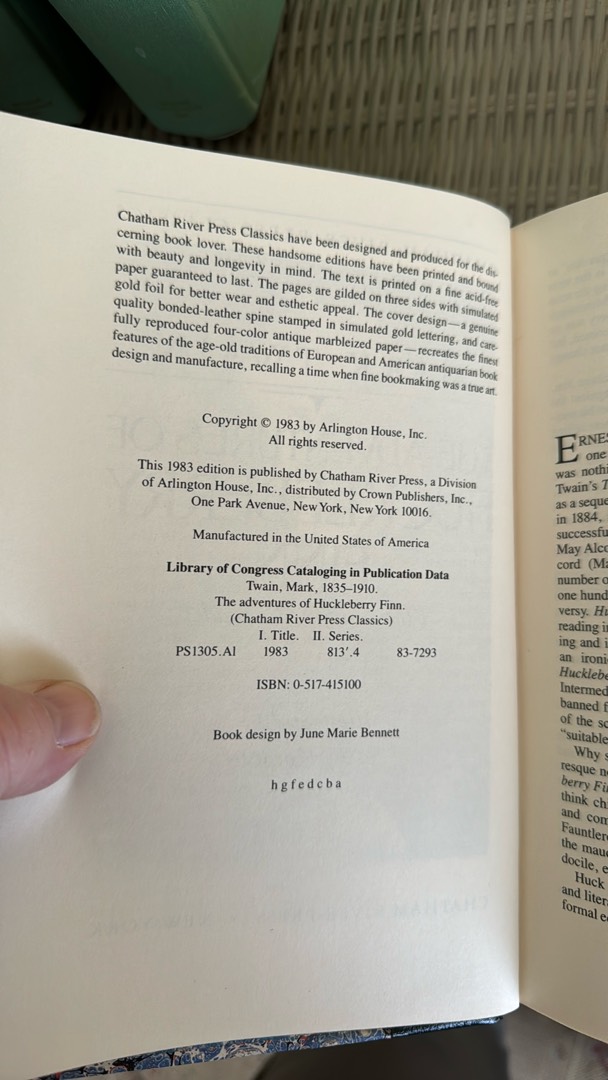 Chatham River Press Classics have been designed and produced for the dis-
cerning book lover. These handsome editions have been printed and bound
with beauty and longevity in mind. The text is printed on a fine acid-free
paper guaranteed to last. The pages are gilded on three sides with simulated
gold foil for better wear and esthetic appeal. The cover design—a genuine
quality bonded-leather spine stamped in simulated gold lettering, and care-
fully reproduced four-color antique marbleized paper—recreates the finest
features of the age-old traditions of European and American antiquarian book
design and manufacture, recalling a time when fine bookmaking was a true art.
Copyright © 1983 by Arlington House, Inc.
All rights reserved.
This 1983 edition is published by Chatham River Press, a Division
of Arlington House, Inc., distributed by Crown Publishers, Inc.,
One Park Avenue, New York, New York 10016.
Manufactured in the United States of America
Library of Congress Cataloging in Publication Data
Twain, Mark, 1835–1910.
The adventures of Huckleberry Finn.
(Chatham River Press Classics)
I. Title. II. Series.
PS1305.A1 1983 813'.4 83-7293
ISBN: 0-517-415100
Book design by June Marie Bennett
h g f e d c b a
ERNES
one
was nothi
Twain's T
as a seque
in 1884,
successfu
May Alco
cord (Ma
number o
one hund
versy. Hu
reading i
ing and i
an ironi
Hucklebe
Intermed
banned f
of the sc
"suitable
Why s
resque n
berry Fi
think ch
and com
Fauntler
the mau
docile, e
Huck
and liter
formal e